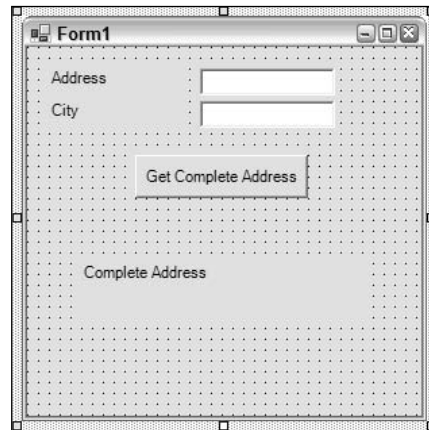 Form1
Address
City
Get Complete Address
Complete Address